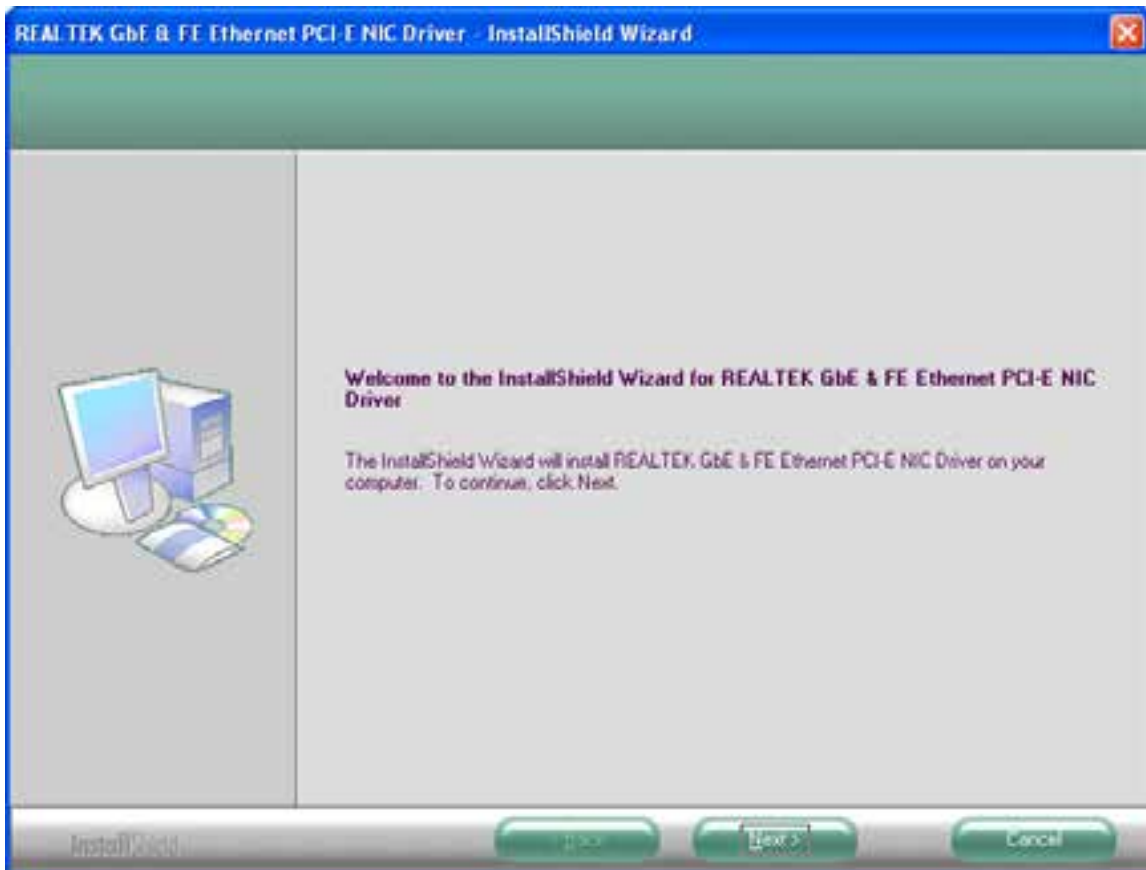 REALTEK GbE & FE Ethernet PCI-E NIC Driver - InstallShield Wizard
Welcome to the InstallShield Wizard for REALTEK GbE & FE Ethernet PCI-E NIC
Driver
The InstallShield Wizard will install REALTEK GbE & FE Ethernet PCI-E NIC Driver on your
computer. To continue, click Next.
InstallShield
Next >
Cancel